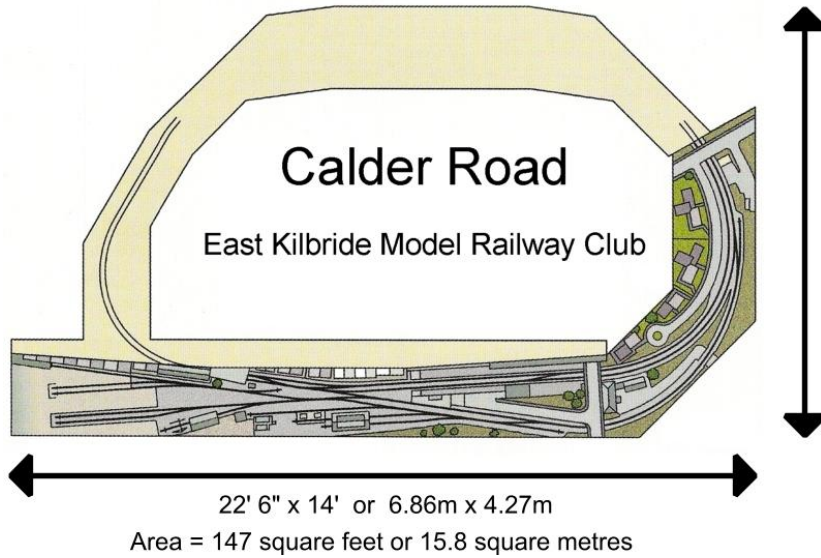 Calder Road
East Kilbride Model Railway Club
22' 6" x 14' or 6.86m x 4.27m
Area = 147 square feet or 15.8 square metres